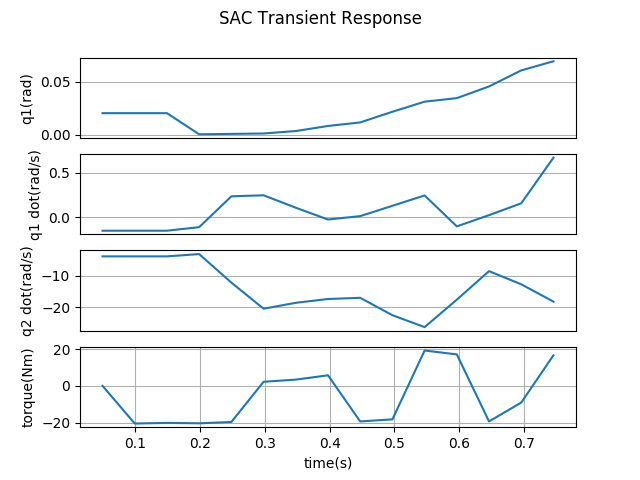 SAC Transient Response
q1(rad)
0.05
0.00
q1 dot(rad/s)
0.5
0.0
q2 dot(rad/s)
−10
−20
torque(Nm)
20
0
−20
0.1 0.2 0.3 0.4 0.5 0.6 0.7
time(s)